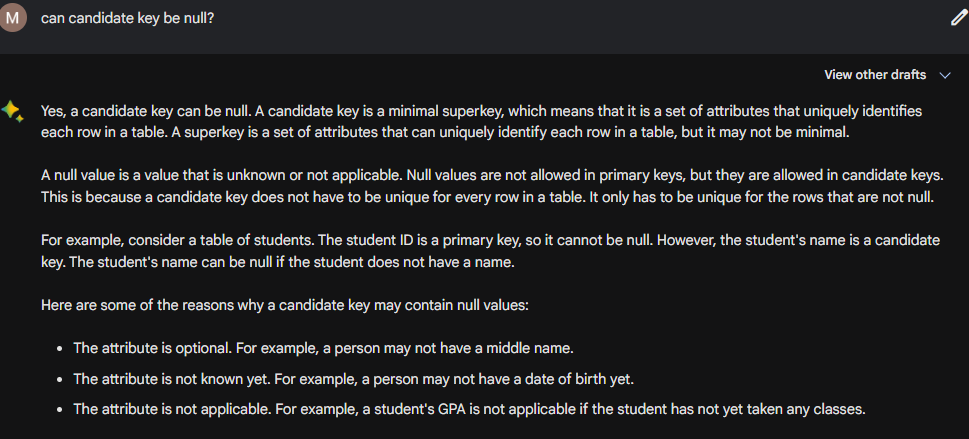 M
can candidate key be null?
View other drafts
Yes, a candidate key can be null. A candidate key is a minimal superkey, which means that it is a set of attributes that uniquely identifies
each row in a table. A superkey is a set of attributes that can uniquely identify each row in a table, but it may not be minimal.
A null value is a value that is unknown or not applicable. Null values are not allowed in primary keys, but they are allowed in candidate keys.
This is because a candidate key does not have to be unique for every row in a table. It only has to be unique for the rows that are not null.
For example, consider a table of students. The student ID is a primary key, so it cannot be null. However, the student's name is a candidate
key. The student's name can be null if the student does not have a name.
Here are some of the reasons why a candidate key may contain null values:
• The attribute is optional. For example, a person may not have a middle name.
• The attribute is not known yet. For example, a person may not have a date of birth yet.
• The attribute is not applicable. For example, a student's GPA is not applicable if the student has not yet taken any classes.